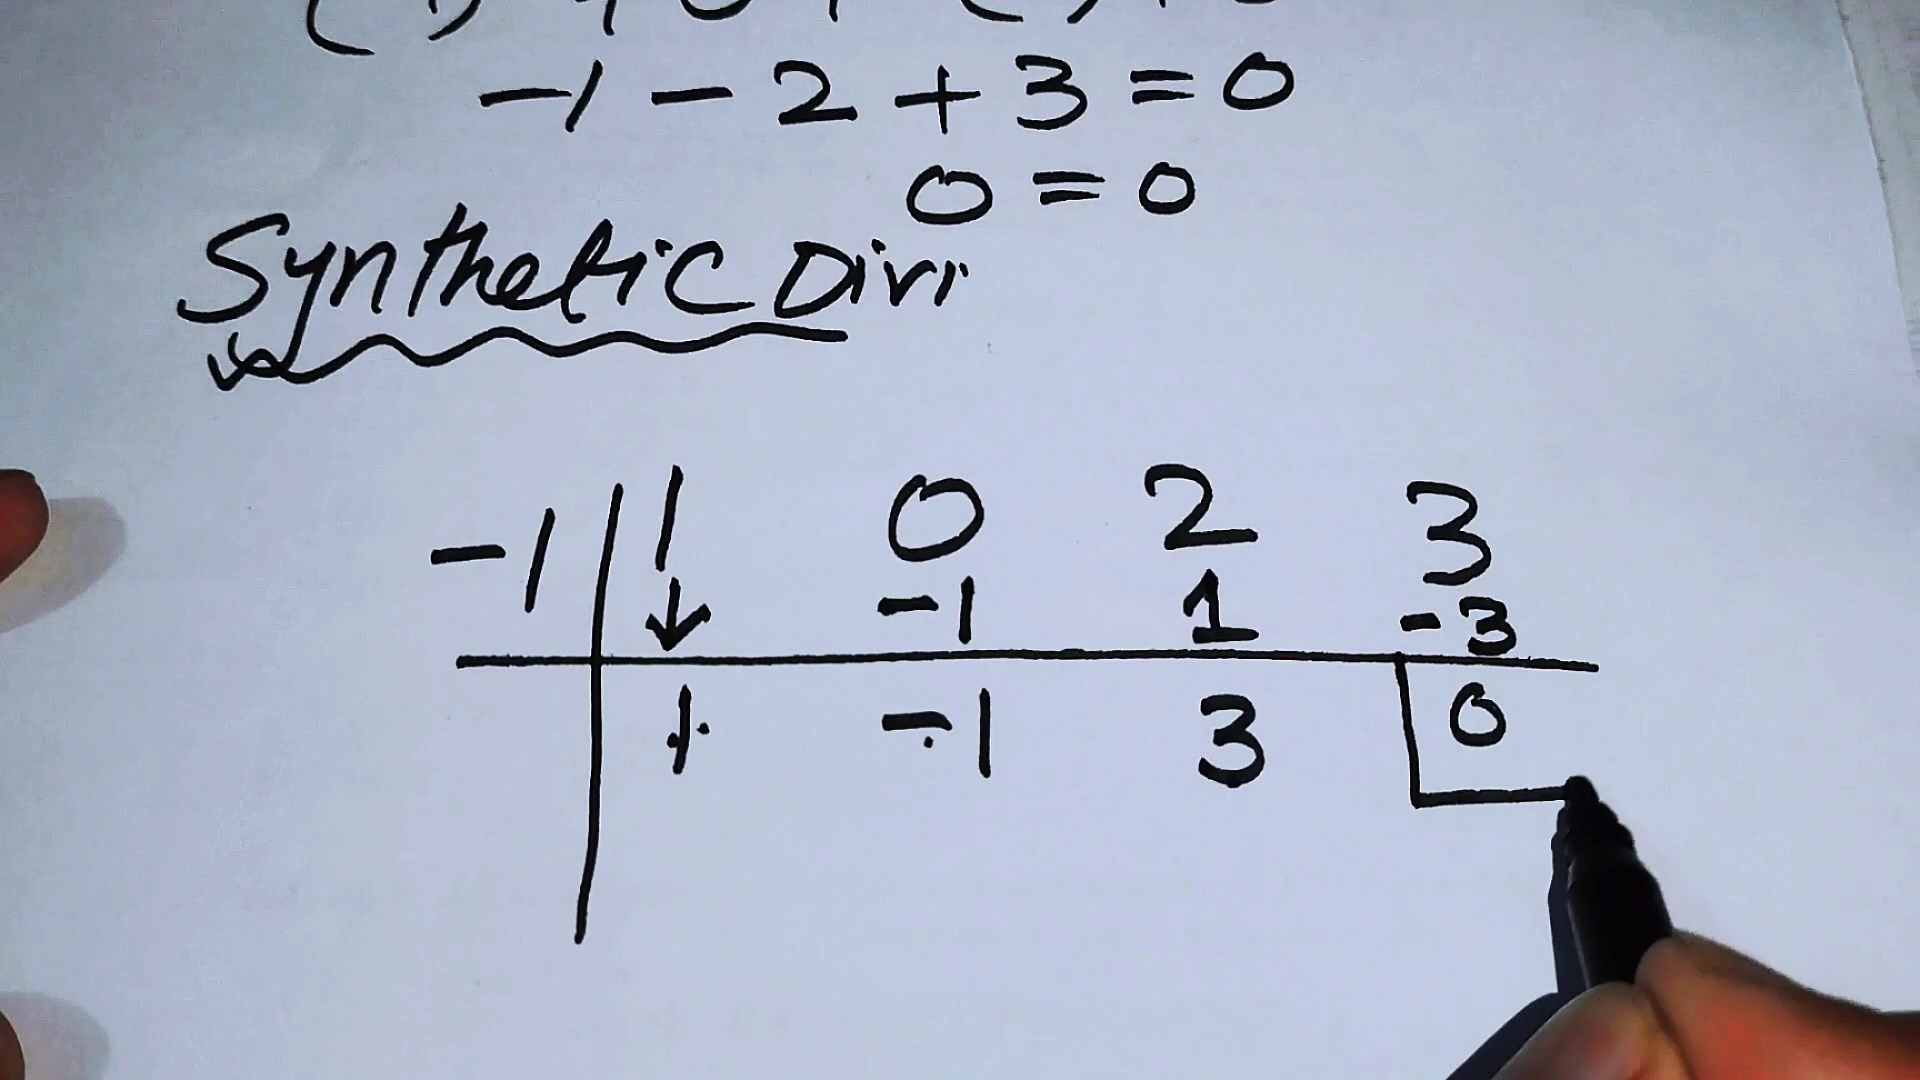 -1 - 2 + 3 = 0
0 = 0
Synthetic Divi
-1 | 1 0 2 3
↓ -1 1 -3
1 -1 3 0